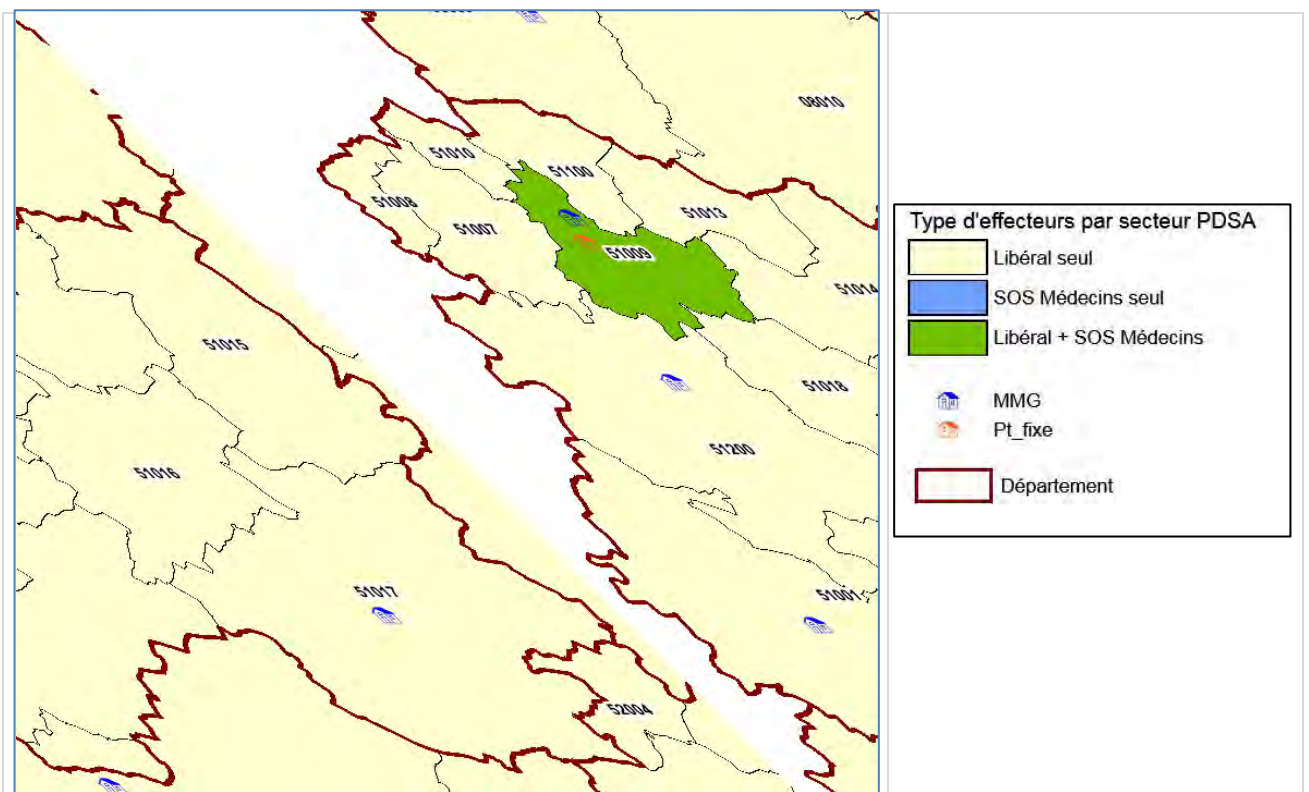 08010
51010
51100
51008
51013
51007
51009
51014
51015
51018
51200
51016
51017
51001
52004
Type d'effecteurs par secteur PDSA
Libéral seul
SOS Médecins seul
Libéral + SOS Médecins
MMG
Pt_fixe
Département